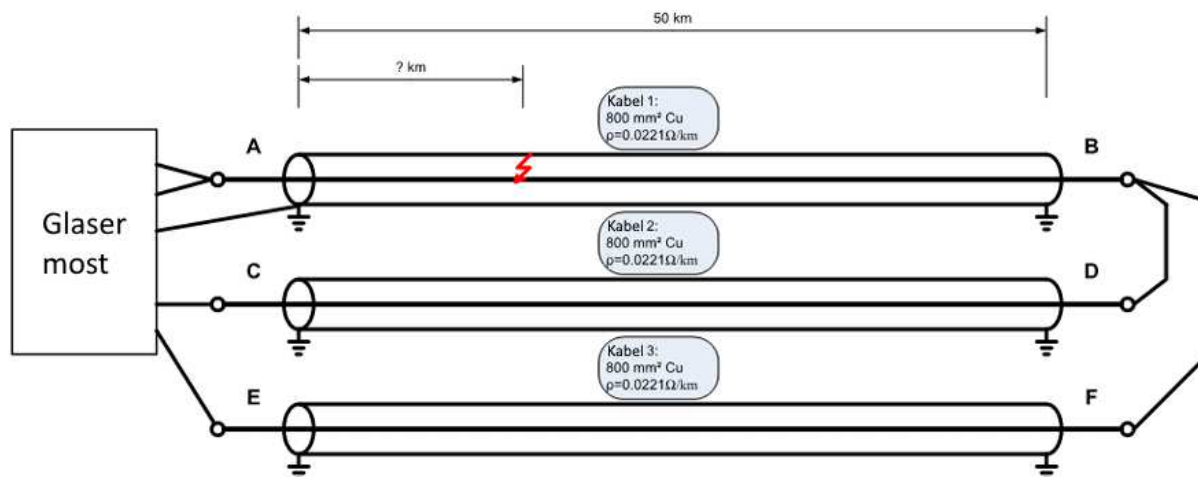 50 km
? km
Kabel 1:
800 mm² Cu
ρ=0.0221Ω/km
A
B
Glaser
most
Kabel 2:
800 mm² Cu
ρ=0.0221Ω/km
C
D
Kabel 3:
800 mm² Cu
ρ=0.0221Ω/km
E
F